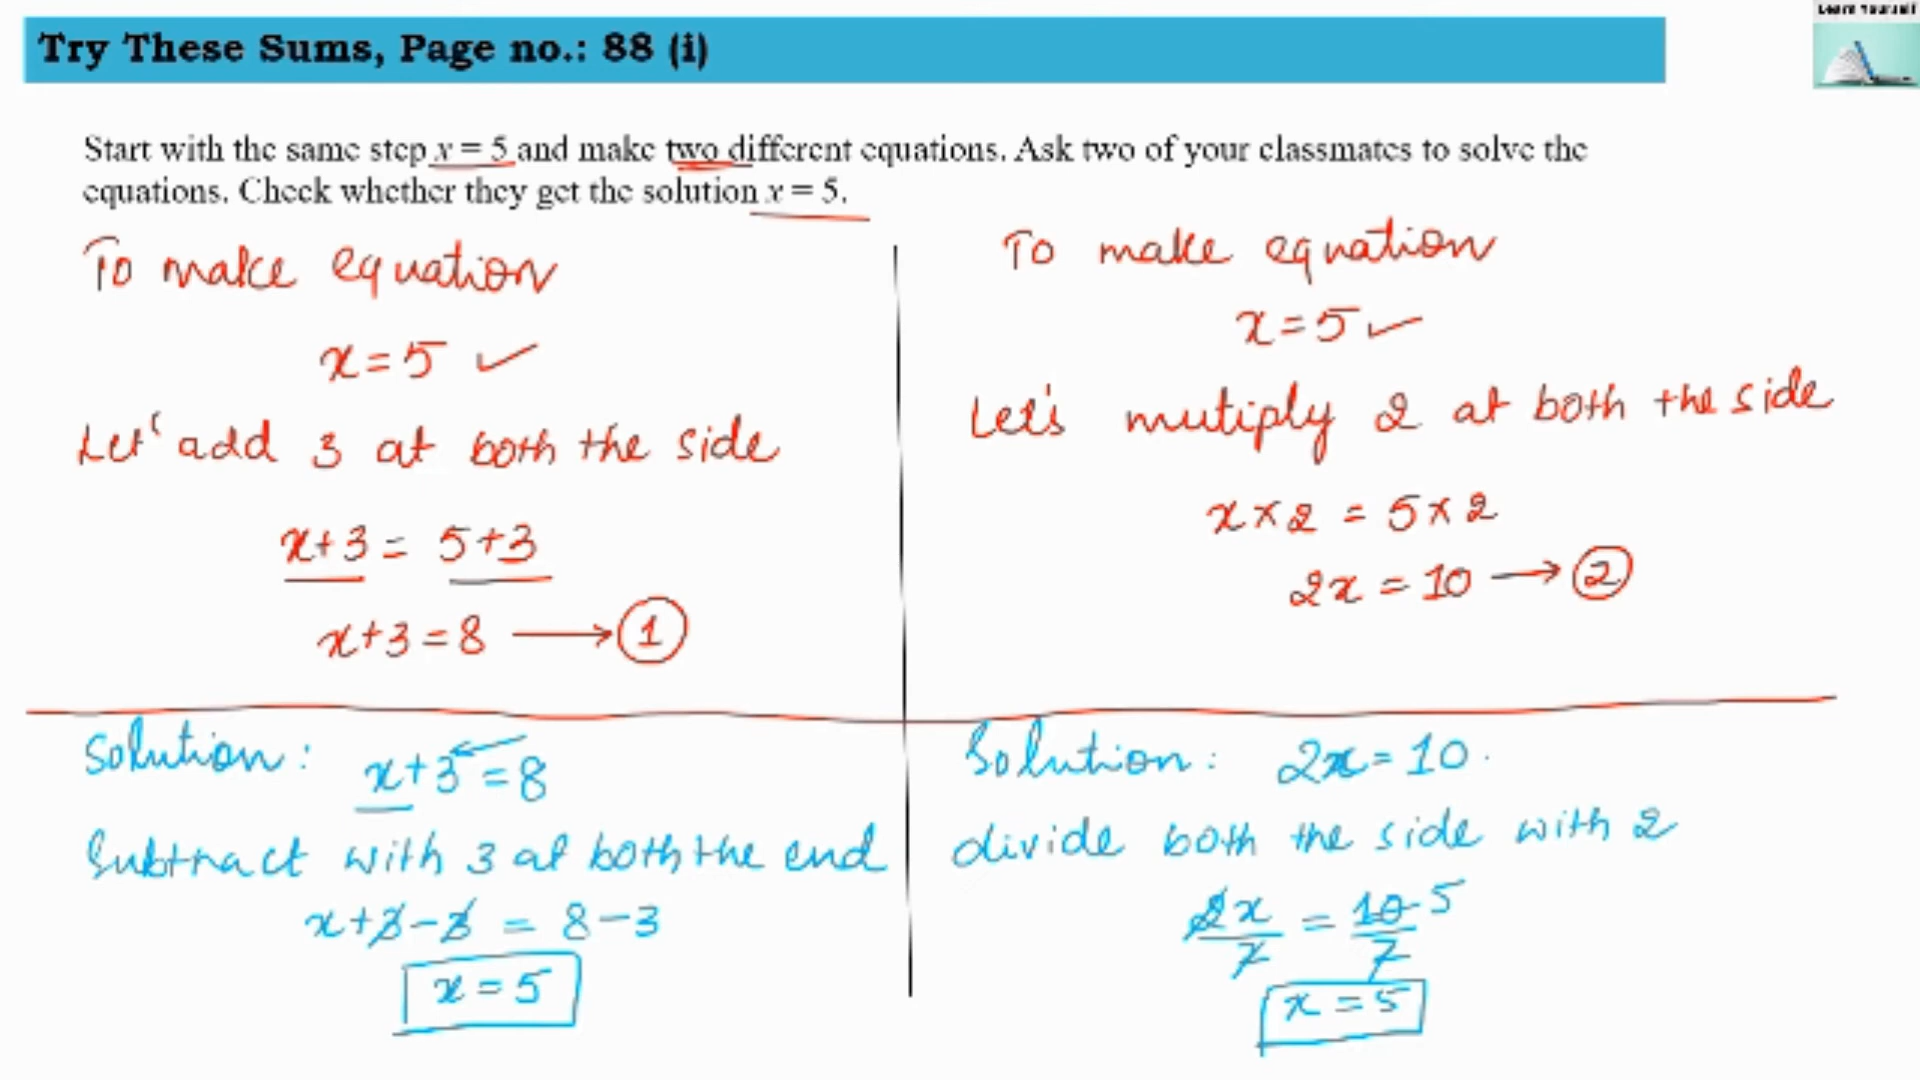 Learn Yourself
Try These Sums, Page no.: 88 (i)
Start with the same step x = 5 and make two different equations. Ask two of your classmates to solve the
equations. Check whether they get the solution x = 5.
To make equation
x = 5 ✓
Let' add 3 at both the side
x+3 = 5+3
x+3 = 8 → 1
Solution: x+3 = 8
Subtract with 3 at both the end
x+3-3 = 8-3
x = 5
To make equation
x = 5 ✓
Let's mutiply 2 at both the side
x×2 = 5×2
2x = 10 → 2
Solution: 2x = 10.
divide both the side with 2
2x/2 = 10/2 5
x = 5